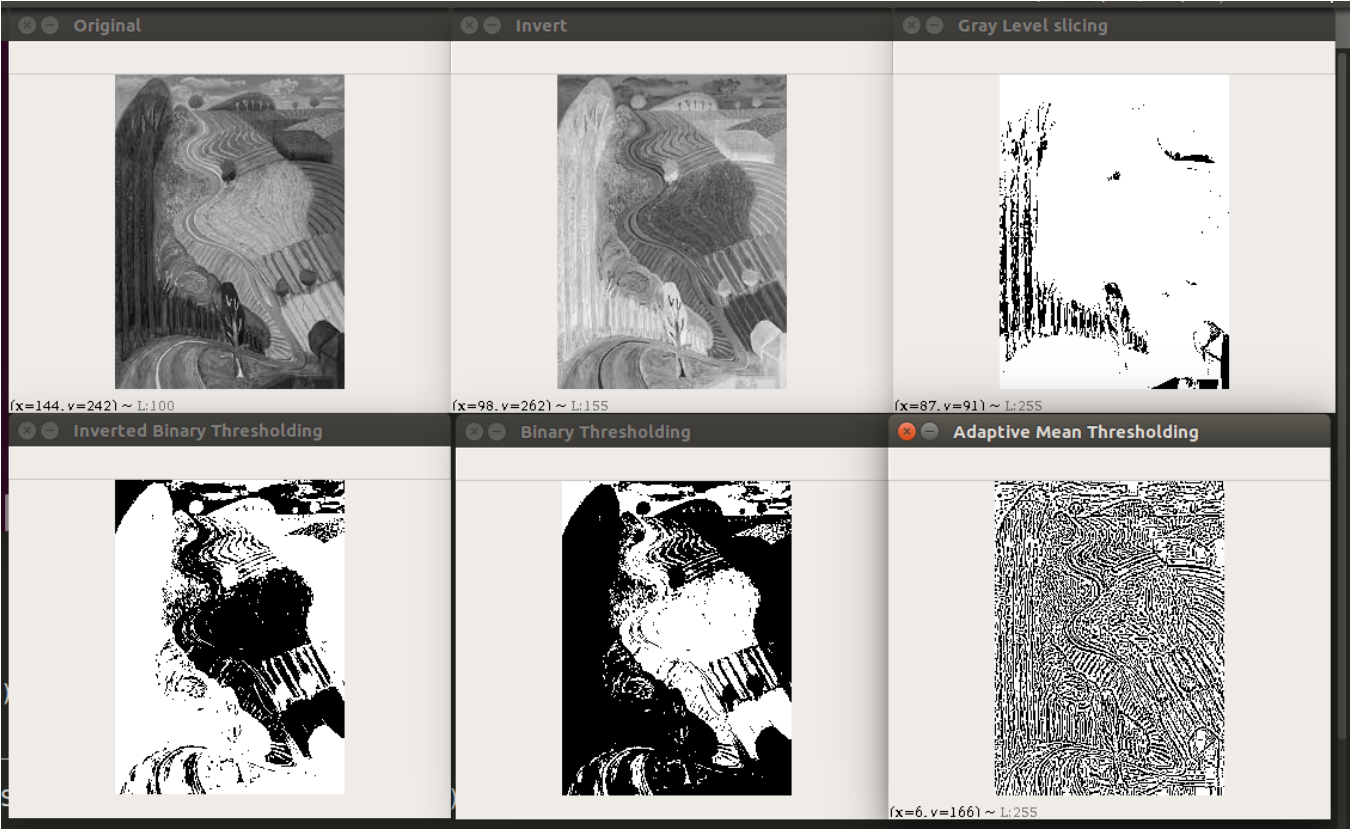 Original
Invert
Gray Level slicing
(x=144, y=242) ~ L:100
(x=98, y=262) ~ L:155
(x=87, y=91) ~ L:255
Inverted Binary Thresholding
Binary Thresholding
Adaptive Mean Thresholding
)
)
(x=6, y=166) ~ L:255